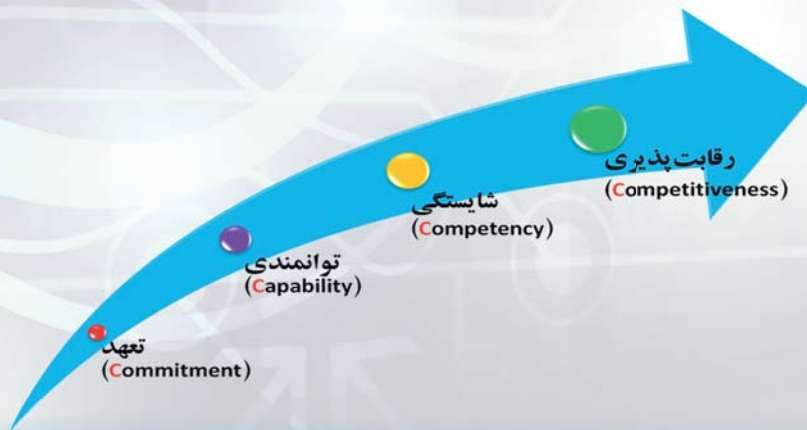 رقابت‌پذیری
(Competitiveness)
شایستگی
(Competency)
توانمندی
(Capability)
تعهد
(Commitment)